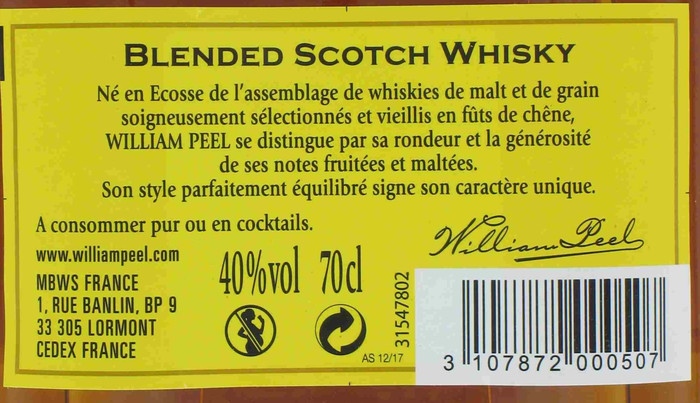 BLENDED SCOTCH WHISKY
Né en Ecosse de l'assemblage de whiskies de malt et de grain
soigneusement sélectionnés et vieillis en fûts de chêne,
WILLIAM PEEL se distingue par sa rondeur et la générosité
de ses notes fruitées et maltées.
Son style parfaitement équilibré signe son caractère unique.
A consommer pur ou en cocktails.
William Peel
www.williampeel.com
MBWS FRANCE
1, RUE BANLIN, BP 9
33 305 LORMONT
CEDEX FRANCE
40%vol 70cl
AS 12/17
31547802
3 107872 000507